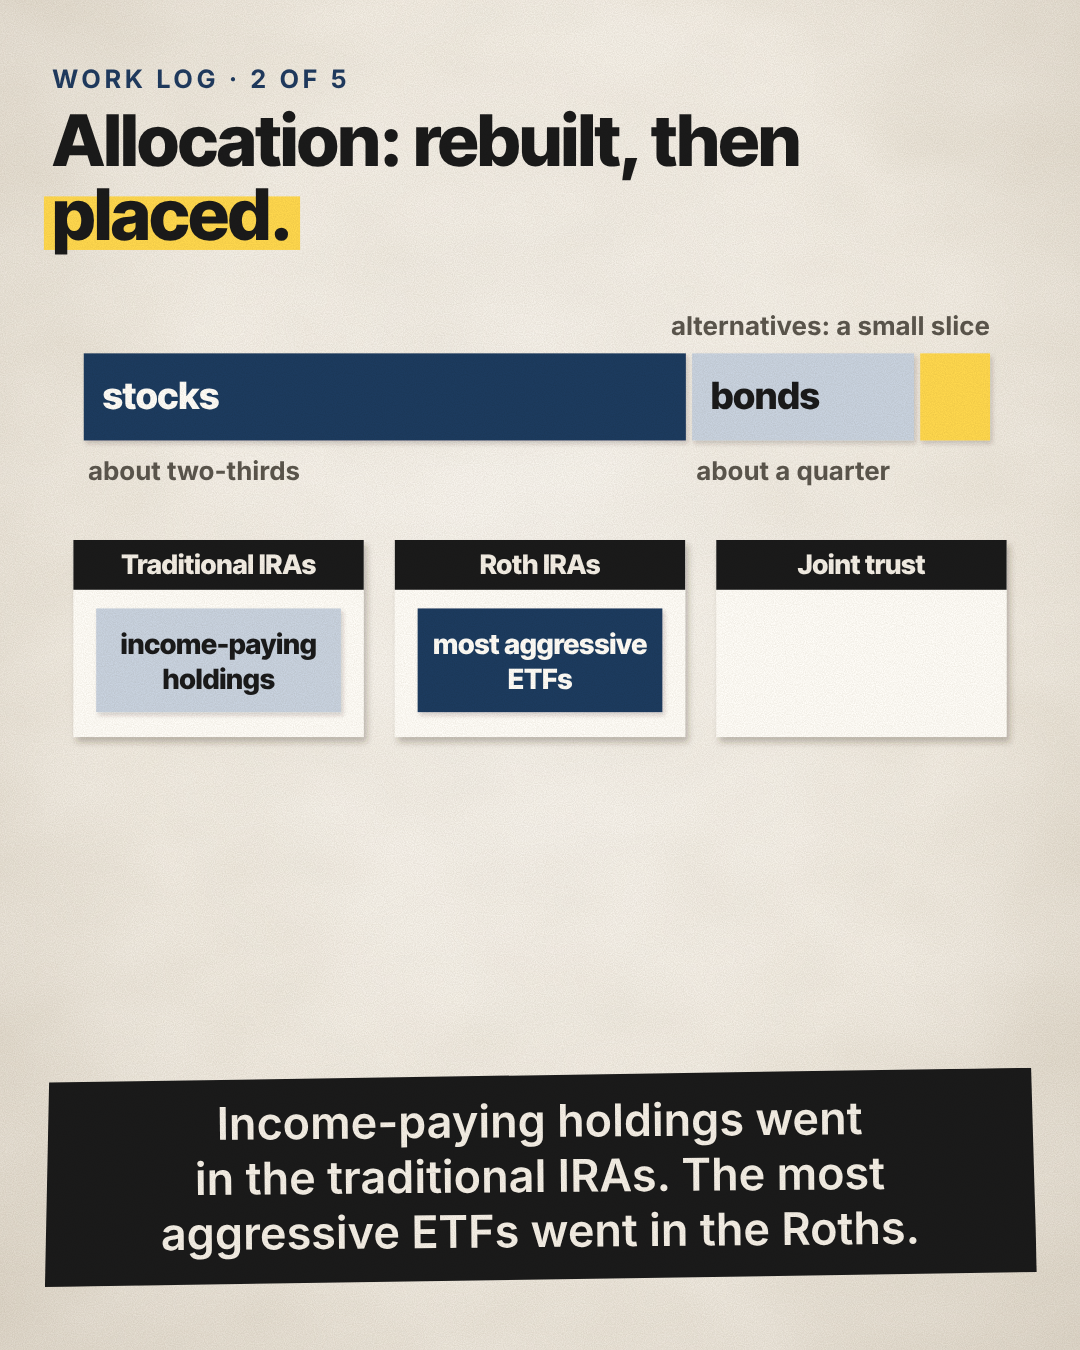 WORK LOG · 2 OF 5
Allocation: rebuilt, then
placed.
alternatives: a small slice
stocks
bonds
about two-thirds
about a quarter
Traditional IRAs
income-paying
holdings
Roth IRAs
most aggressive
ETFs
Joint trust
Income-paying holdings went
in the traditional IRAs. The most
aggressive ETFs went in the Roths.